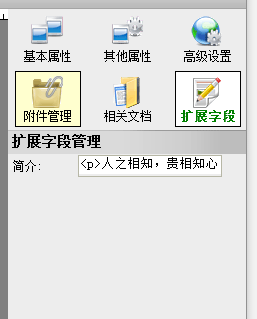 基本属性 其他属性 高级设置
附件管理 相关文档 扩展字段
扩展字段管理
简介: <p>人之相知，贵相知心